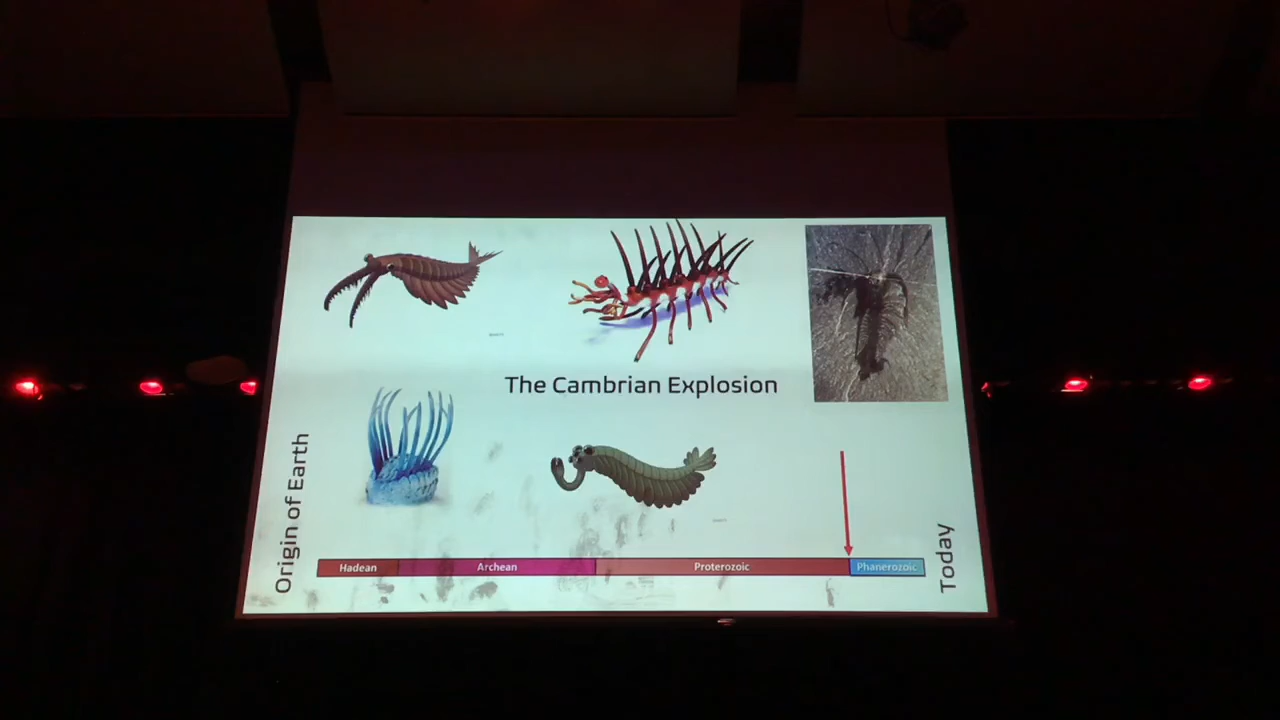 The Cambrian Explosion
Origin of Earth
Today
Hadean
Archean
Proterozoic
Phanerozoic